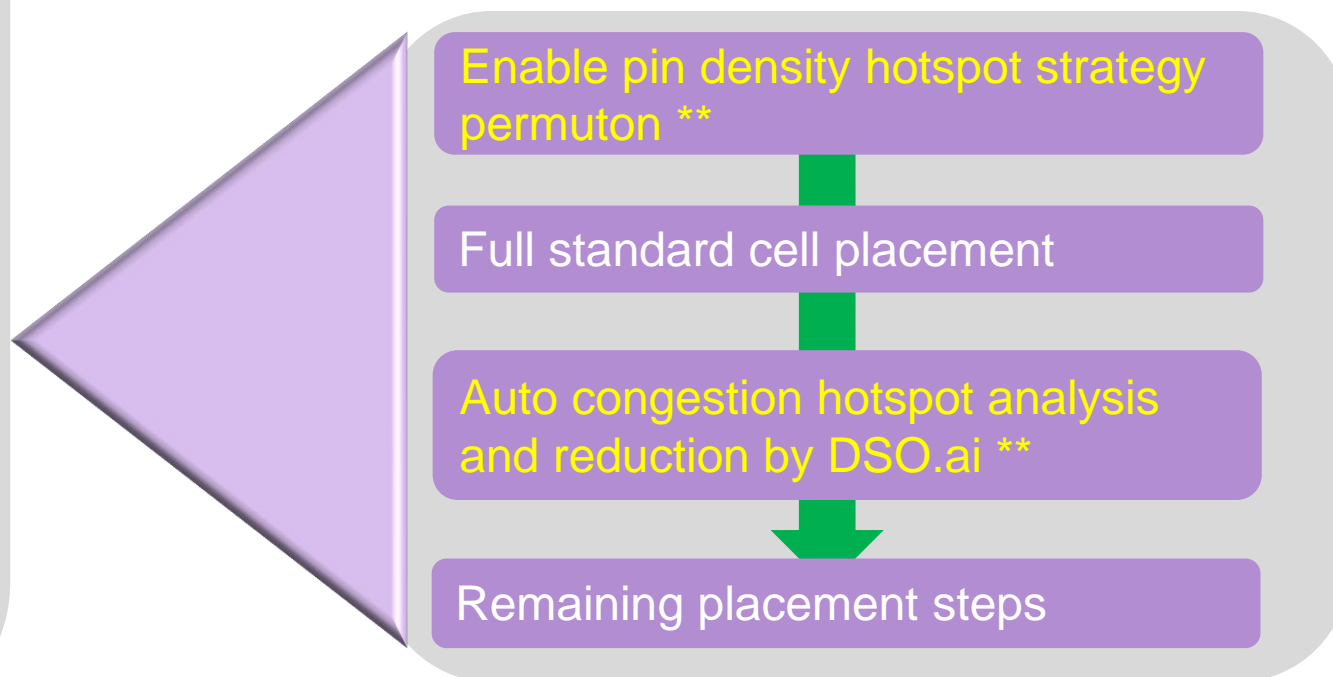 Enable pin density hotspot strategy
permuton **
Full standard cell placement
Auto congestion hotspot analysis
and reduction by DSO.ai **
Remaining placement steps